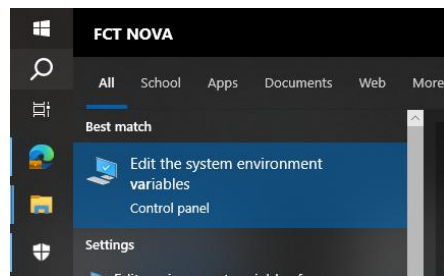 FCT NOVA
All School Apps Documents Web More
Best match
Edit the system environment
variables
Control panel
Settings